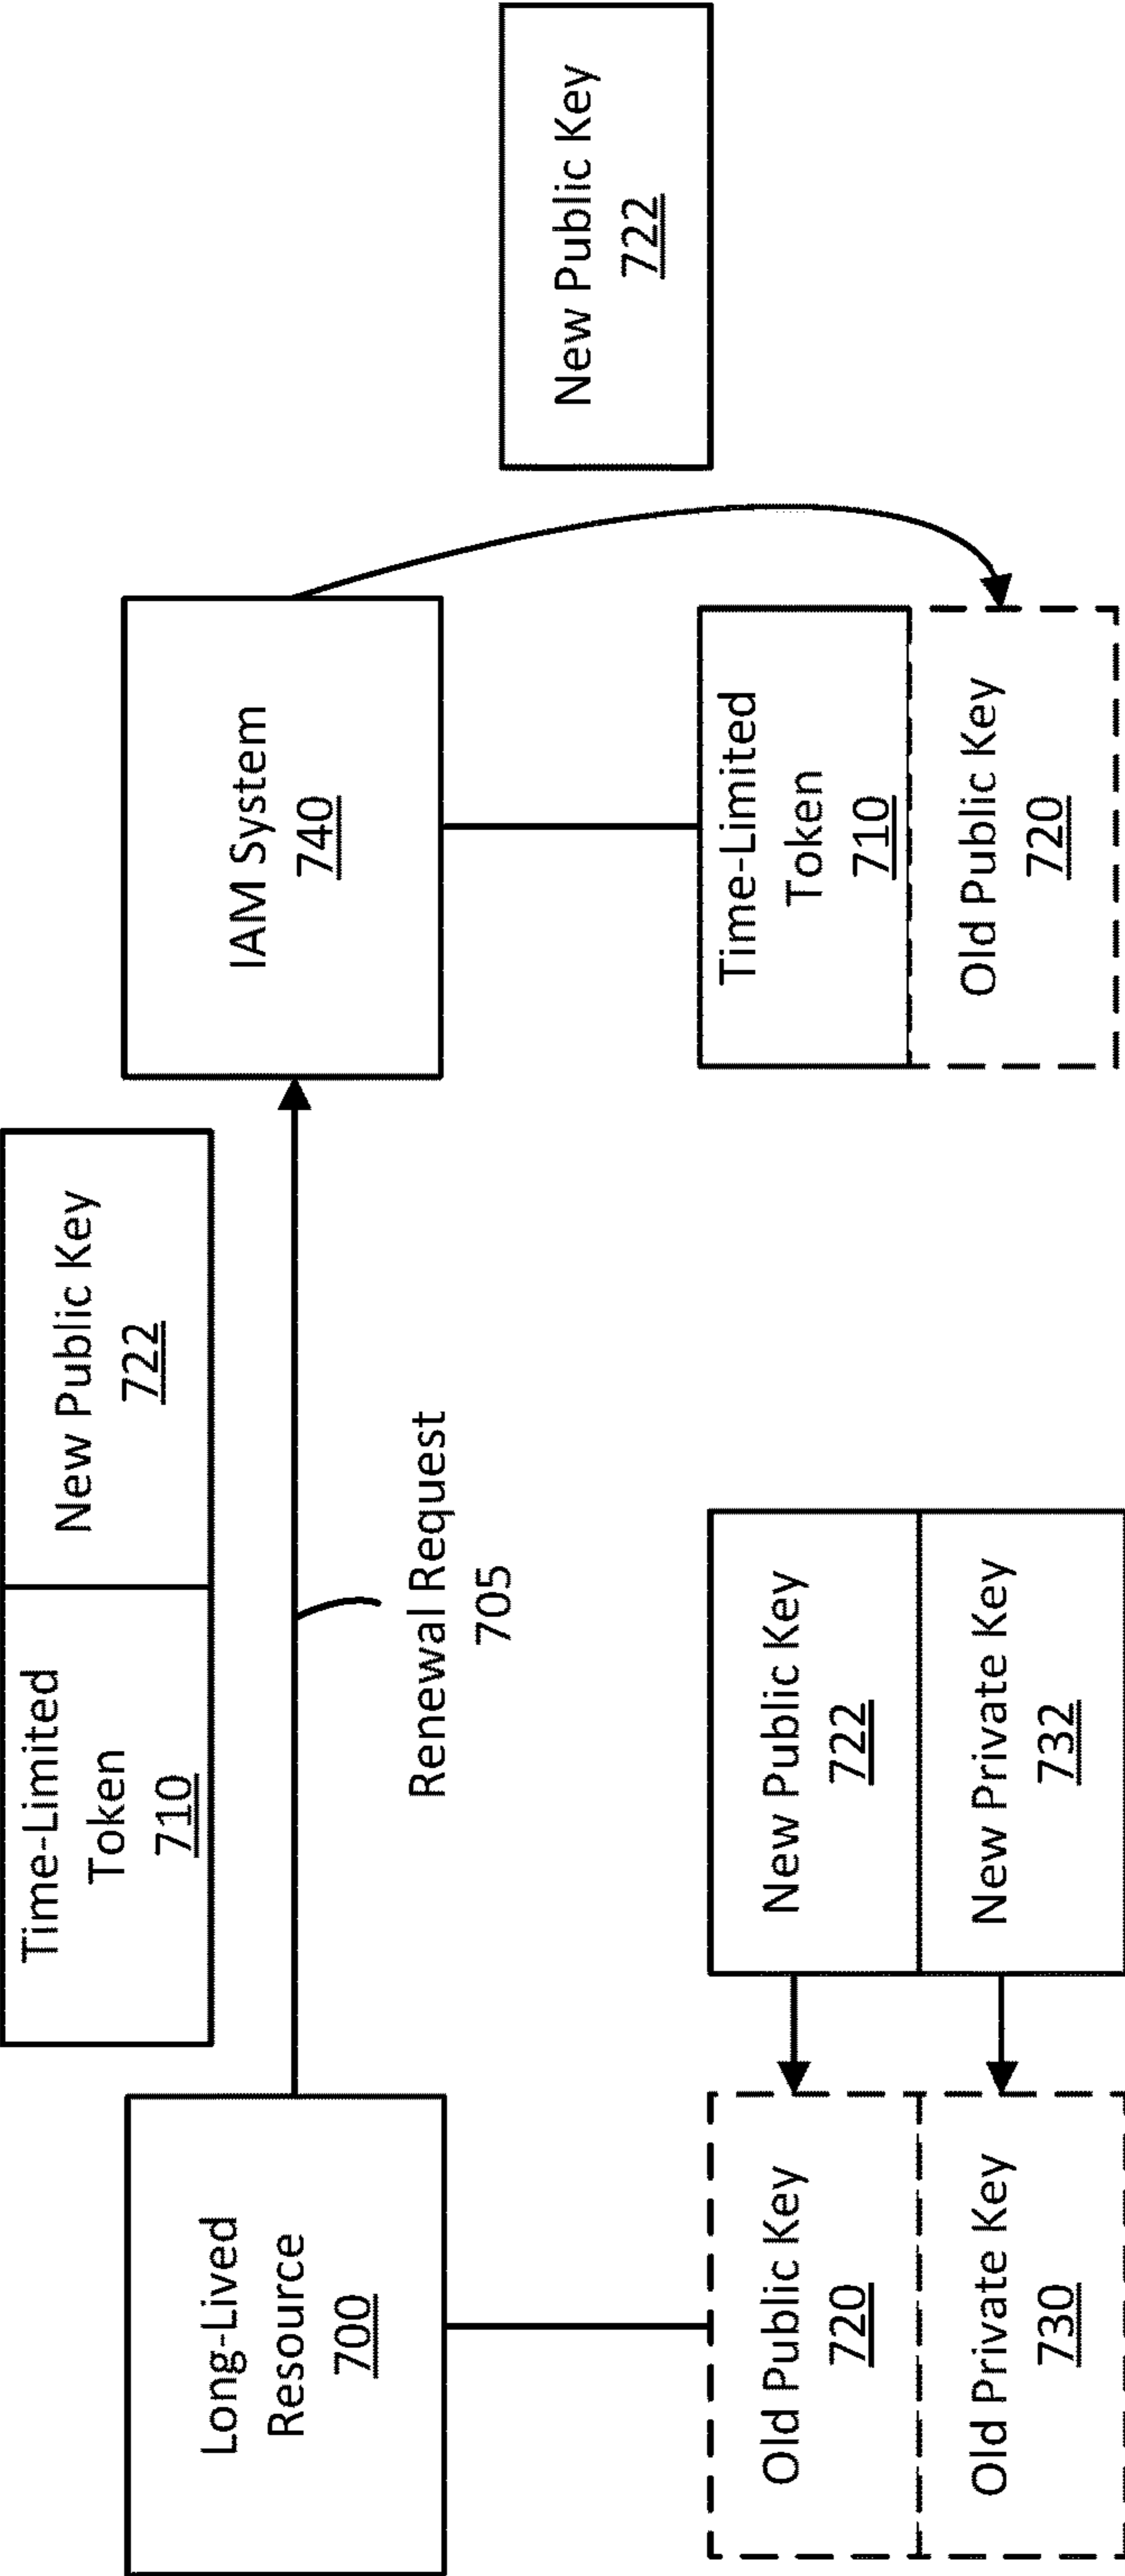 Time-Limited
Token
710
New Public Key
722
Long-Lived
Resource
700
IAM System
740
Renewal Request
705
New Public Key
722
Old Public Key
720
Old Private Key
730
New Public Key
722
New Private Key
732
Time-Limited
Token
710
Old Public Key
720